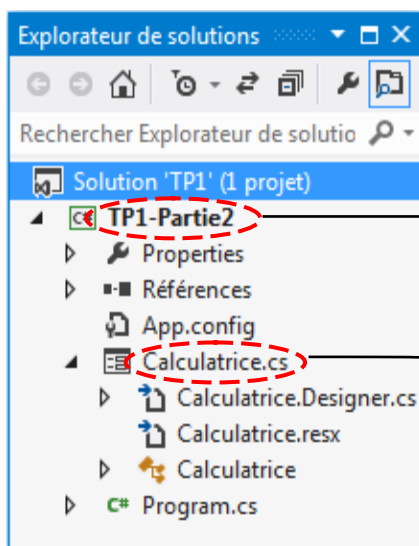 Explorateur de solutions
Rechercher Explorateur de solutio
Solution 'TP1' (1 projet)
C# TP1-Partie2
Properties
Références
App.config
Calculatrice.cs
Calculatrice.Designer.cs
Calculatrice.resx
Calculatrice
C# Program.cs